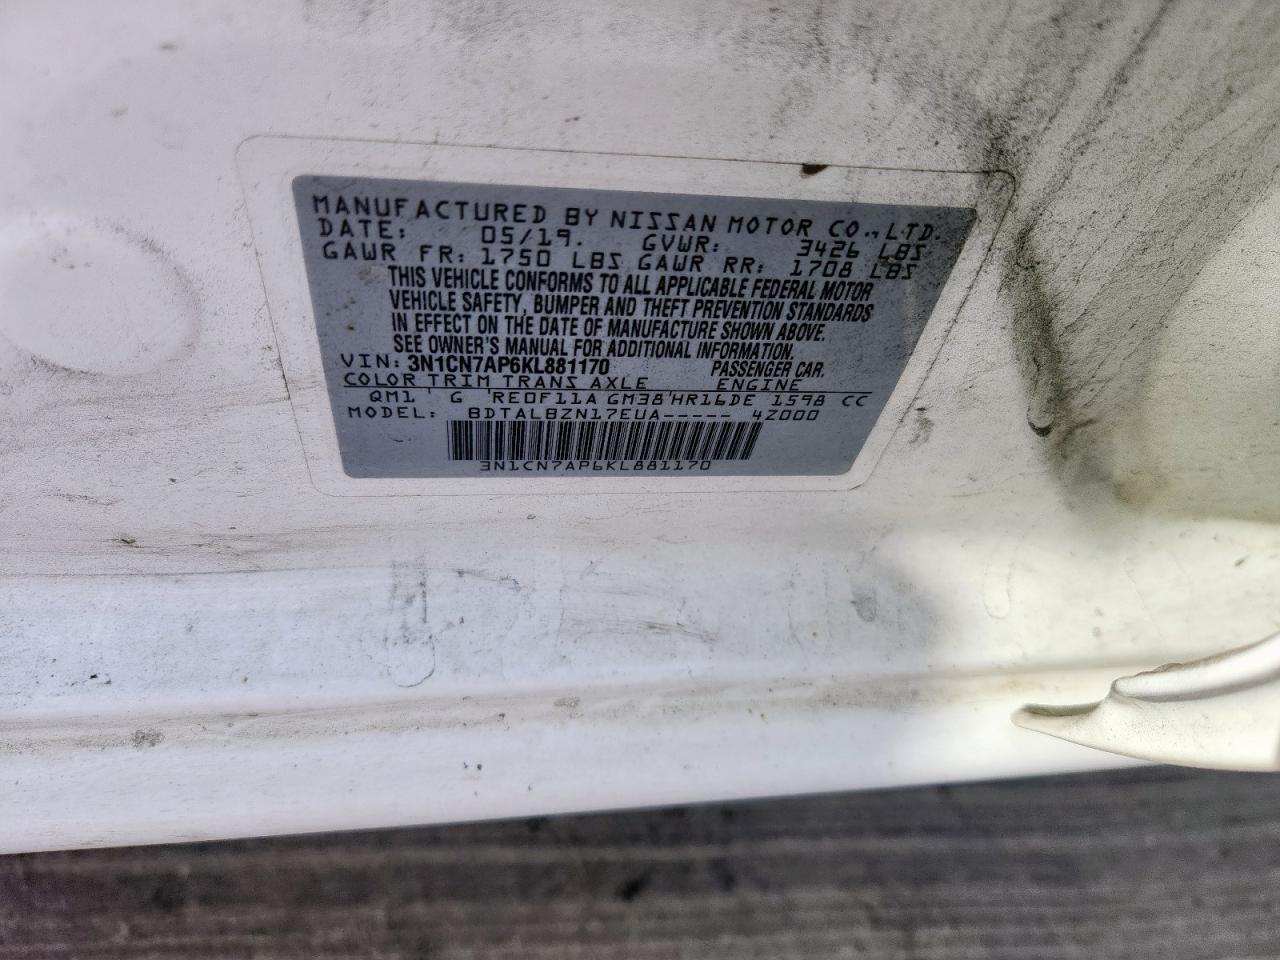 MANUFACTURED BY NISSAN MOTOR CO., LTD.
DATE: 05/19. GVWR: 3426 LBS
GAWR FR: 1750 LBS GAWR RR: 1708 LBS
THIS VEHICLE CONFORMS TO ALL APPLICABLE FEDERAL MOTOR
VEHICLE SAFETY, BUMPER AND THEFT PREVENTION STANDARDS
IN EFFECT ON THE DATE OF MANUFACTURE SHOWN ABOVE.
SEE OWNER'S MANUAL FOR ADDITIONAL INFORMATION.
VIN: 3N1CN7AP6KL881170 PASSENGER CAR.
COLOR TRIM TRANS AXLE ENGINE
QM1 ' G 'RE0F11A GM38'HR16DE 1598 CC
MODEL: BDTALBZN17EUA----- 4Z000
3N1CN7AP6KL881170